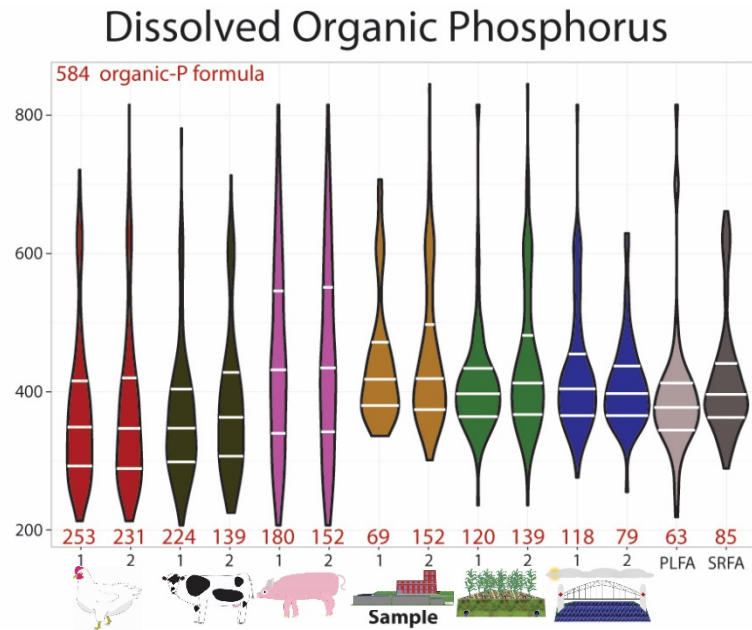 Dissolved Organic Phosphorus
584 organic-P formula
800
600
400
200
253 231 224 139 180 152 69 152 120 139 118 79 63 85
1 2 1 2 1 2 1 2 1 2 1 2 PLFA SRFA
Sample